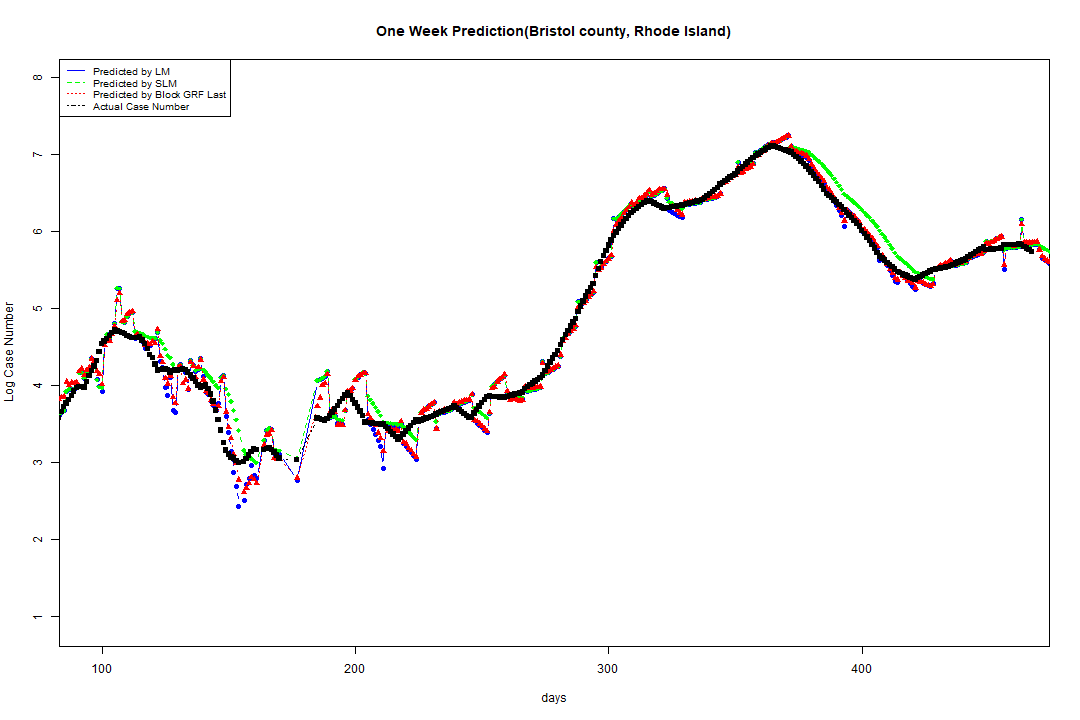 One Week Prediction(Bristol county, Rhode Island)
Predicted by LM
Predicted by SLM
Predicted by Block GRF Last
Actual Case Number
8
7
6
5
4
3
2
1
Log Case Number
100 200 300 400
days